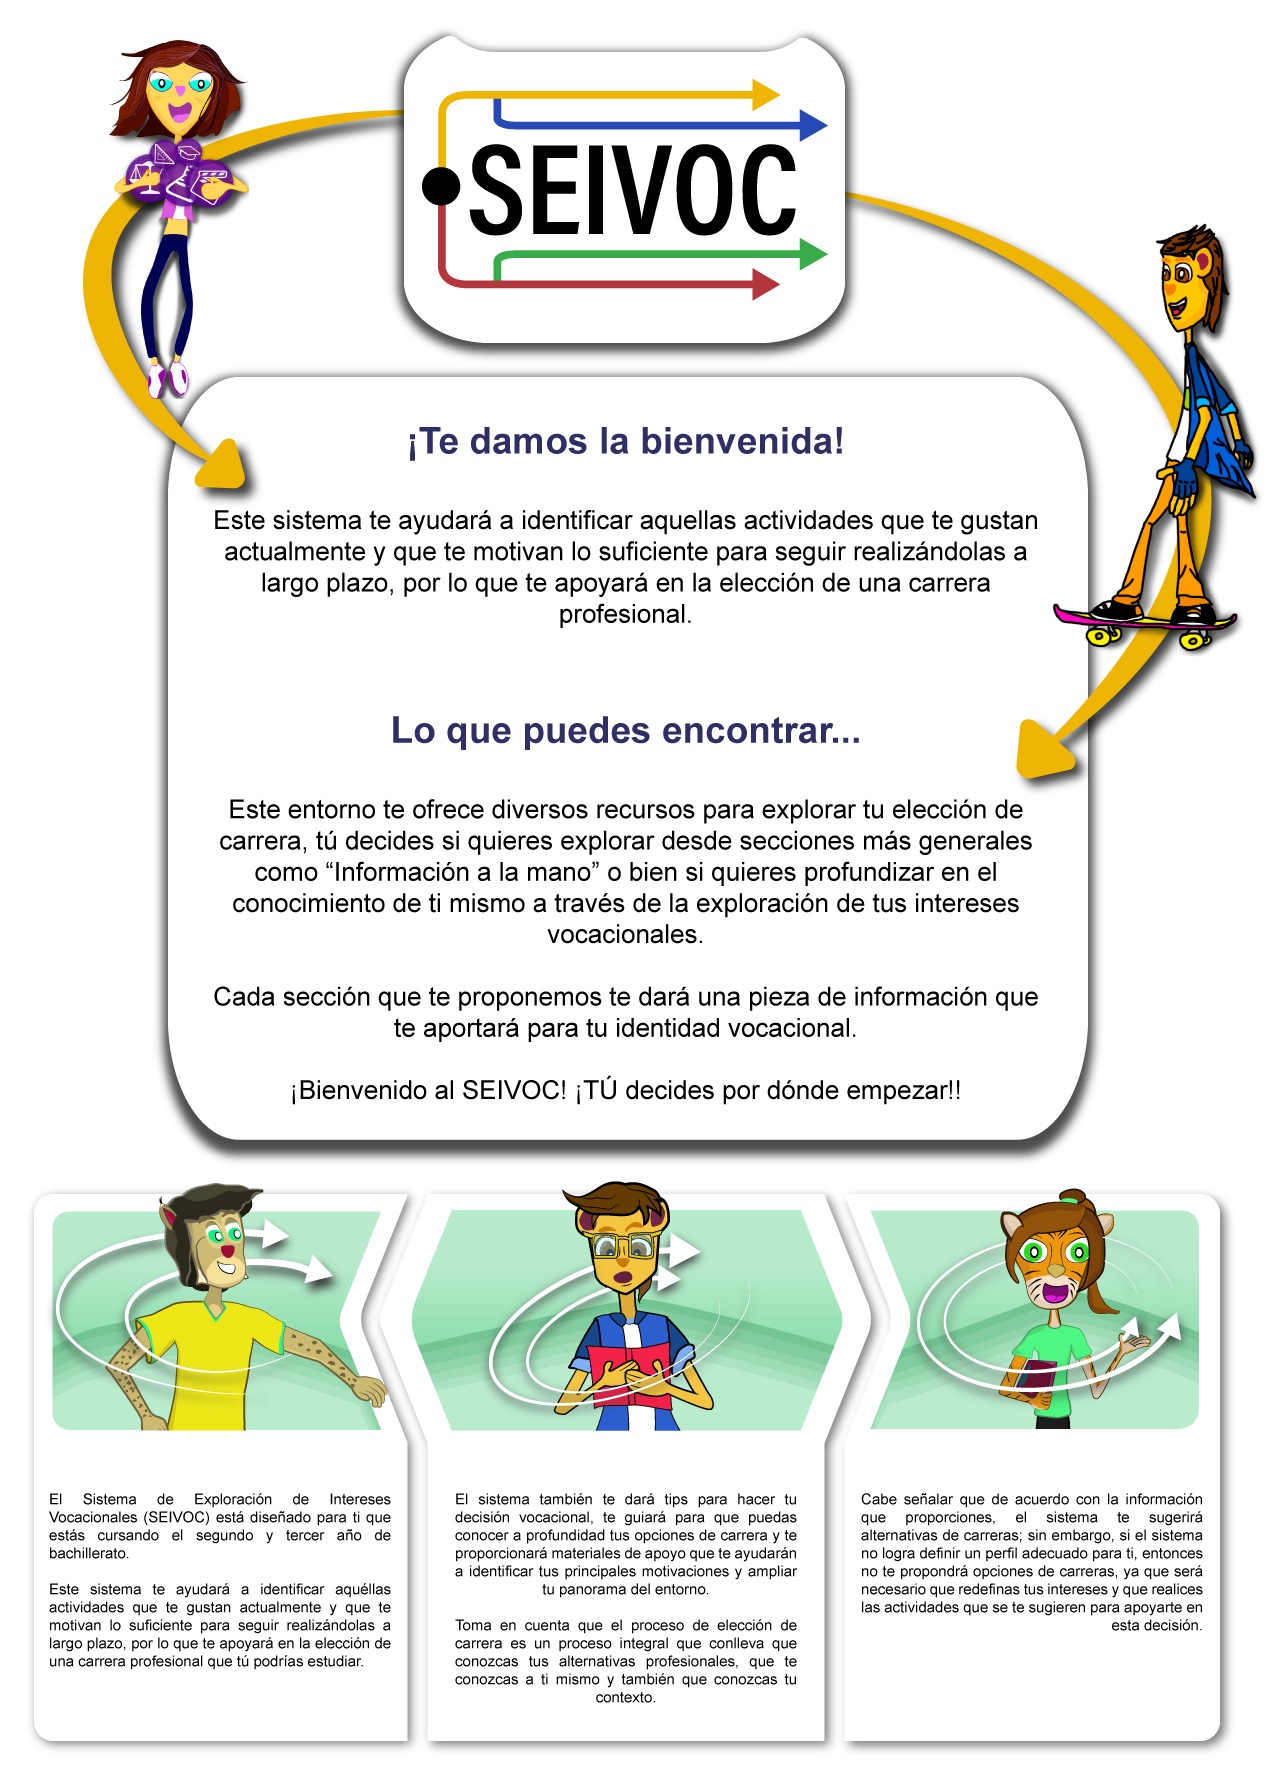 SEIVOC
¡Te damos la bienvenida!
Este sistema te ayudará a identificar aquellas actividades que te gustan
actualmente y que te motivan lo suficiente para seguir realizándolas a
largo plazo, por lo que te apoyará en la elección de una carrera
profesional.
Lo que puedes encontrar...
Este entorno te ofrece diversos recursos para explorar tu elección de
carrera, tú decides si quieres explorar desde secciones más generales
como “Información a la mano” o bien si quieres profundizar en el
conocimiento de ti mismo a través de la exploración de tus intereses
vocacionales.
Cada sección que te proponemos te dará una pieza de información que
te aportará para tu identidad vocacional.
¡Bienvenido al SEIVOC! ¡TÚ decides por dónde empezar!!
El Sistema de Exploración de Intereses
Vocacionales (SEIVOC) está diseñado para ti que
estás cursando el segundo y tercer año de
bachillerato.
Este sistema te ayudará a identificar aquéllas
actividades que te gustan actualmente y que te
motivan lo suficiente para seguir realizándolas a
largo plazo, por lo que te apoyará en la elección de
una carrera profesional que tú podrías estudiar.
El sistema también te dará tips para hacer tu
decisión vocacional, te guiará para que puedas
conocer a profundidad tus opciones de carrera y te
proporcionará materiales de apoyo que te ayudarán
a identificar tus principales motivaciones y ampliar
tu panorama del entorno.
Toma en cuenta que el proceso de elección de
carrera es un proceso integral que conlleva que
conozcas tus alternativas profesionales, que te
conozcas a ti mismo y también que conozcas tu
contexto.
Cabe señalar que de acuerdo con la información
que proporciones, el sistema te sugerirá
alternativas de carreras; sin embargo, si el sistema
no logra definir un perfil adecuado para ti, entonces
no te propondrá opciones de carreras, ya que será
necesario que redefinas tus intereses y que realices
las actividades que se te sugieren para apoyarte en
esta decisión.